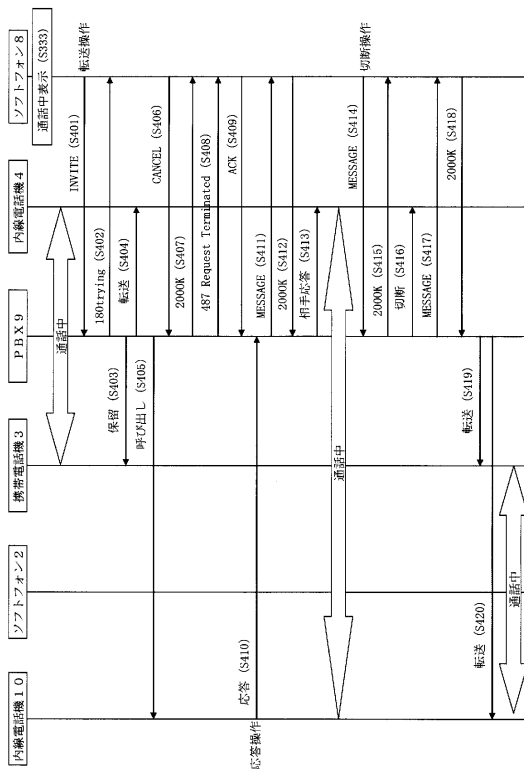 内線電話機10
ソフトフォン2
携帯電話機3
PBX9
内線電話機4
ソフトフォン8
通話中表示 (S333)
通話中
転送操作
INVITE (S401)
180trying (S402)
保留 (S403)
転送 (S404)
呼び出し (S405)
CANCEL (S406)
200OK (S407)
487 Request Terminated (S408)
ACK (S409)
応答操作
応答 (S410)
MESSAGE (S411)
200OK (S412)
相手応答 (S413)
通話中
切断操作
MESSAGE (S414)
200OK (S415)
切断 (S416)
MESSAGE (S417)
200OK (S418)
転送 (S419)
転送 (S420)
通話中